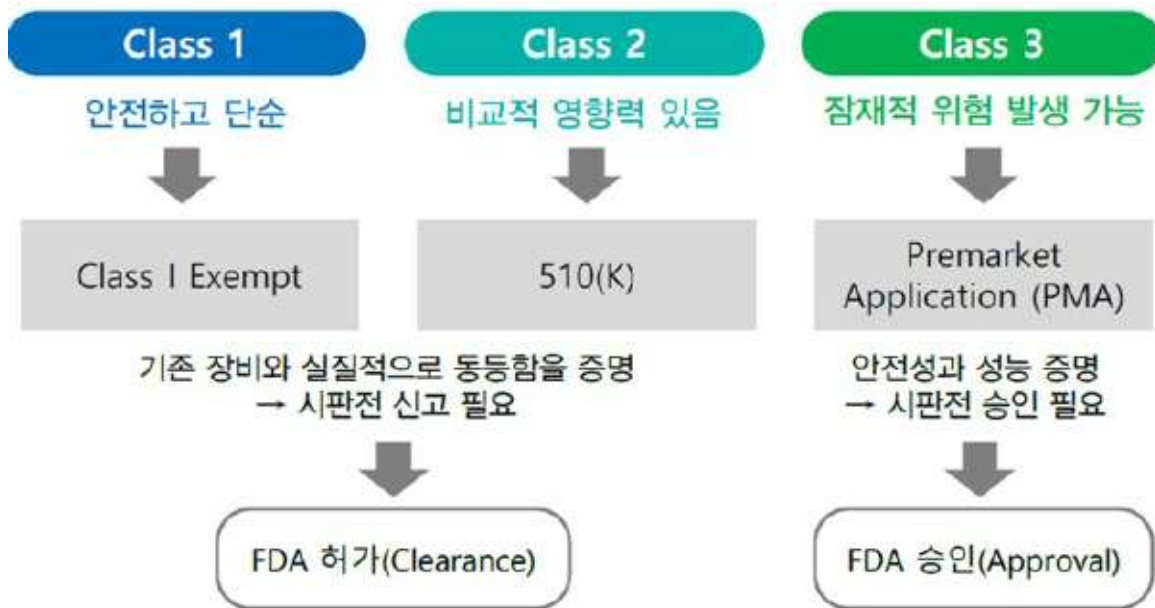 Class 1
Class 2
Class 3
안전하고 단순
비교적 영향력 있음
잠재적 위험 발생 가능
Class I Exempt
510(K)
Premarket
Application (PMA)
기존 장비와 실질적으로 동등함을 증명
→ 시판전 신고 필요
안전성과 성능 증명
→ 시판전 승인 필요
FDA 허가(Clearance)
FDA 승인(Approval)